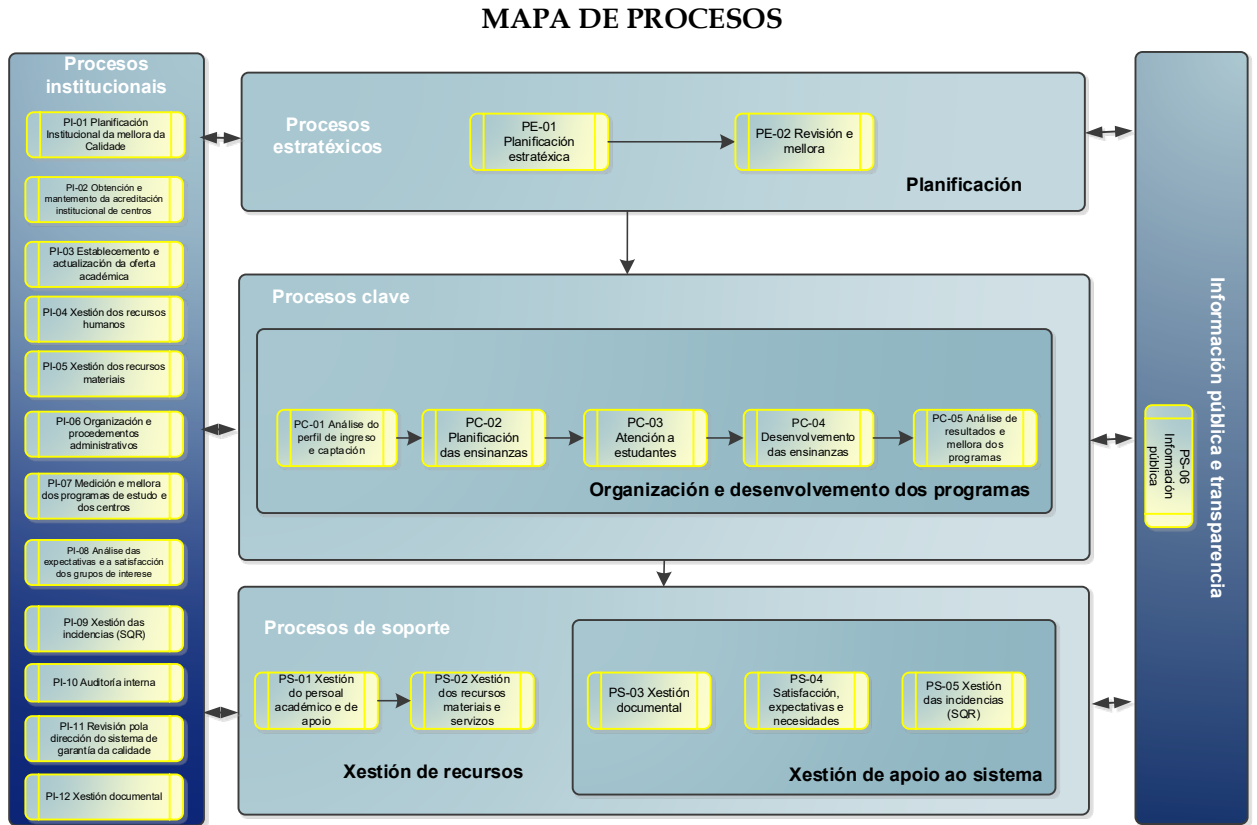 MAPA DE PROCESOS
Procesos
institucionais
PI-01 Planificación
Institucional da mellora da
Calidade
PI-02 Obtención e
mantemento da acreditación
institucional de centros
PI-03 Establecemento e
actualización da oferta
académica
PI-04 Xestión dos recursos
humanos
PI-05 Xestión dos recursos
materiais
PI-06 Organización e
procedementos
administrativos
PI-07 Medición e mellora
dos programas de estudo e
dos centros
PI-08 Análise das
expectativas e a satisfacción
dos grupos de interese
PI-09 Xestión das
incidencias (SQR)
PI-10 Auditoría interna
PI-11 Revisión pola
dirección do sistema de
garantía da calidade
PI-12 Xestión documental
Procesos
estratéxicos
PE-01
Planificación
estratéxica
PE-02 Revisión e
mellora
Planificación
Procesos clave
PC-01 Análise do
perfil de ingreso
e captación
PC-02
Planificación
das ensinanzas
PC-03
Atención a
estudantes
PC-04
Desenvolvemento
das ensinanzas
PC-05 Análise de
resultados e
mellora dos
programas
Organización e desenvolvemento dos programas
Procesos de soporte
PS-01 Xestión
do persoal
académico e de
apoio
PS-02 Xestión
dos recursos
materiais e
servizos
Xestión de recursos
PS-03 Xestión
documental
PS-04
Satisfacción,
expectativas e
necesidades
PS-05 Xestión
das incidencias
(SQR)
Xestión de apoio ao sistema
PS-06
Información
pública
Información pública e transparencia